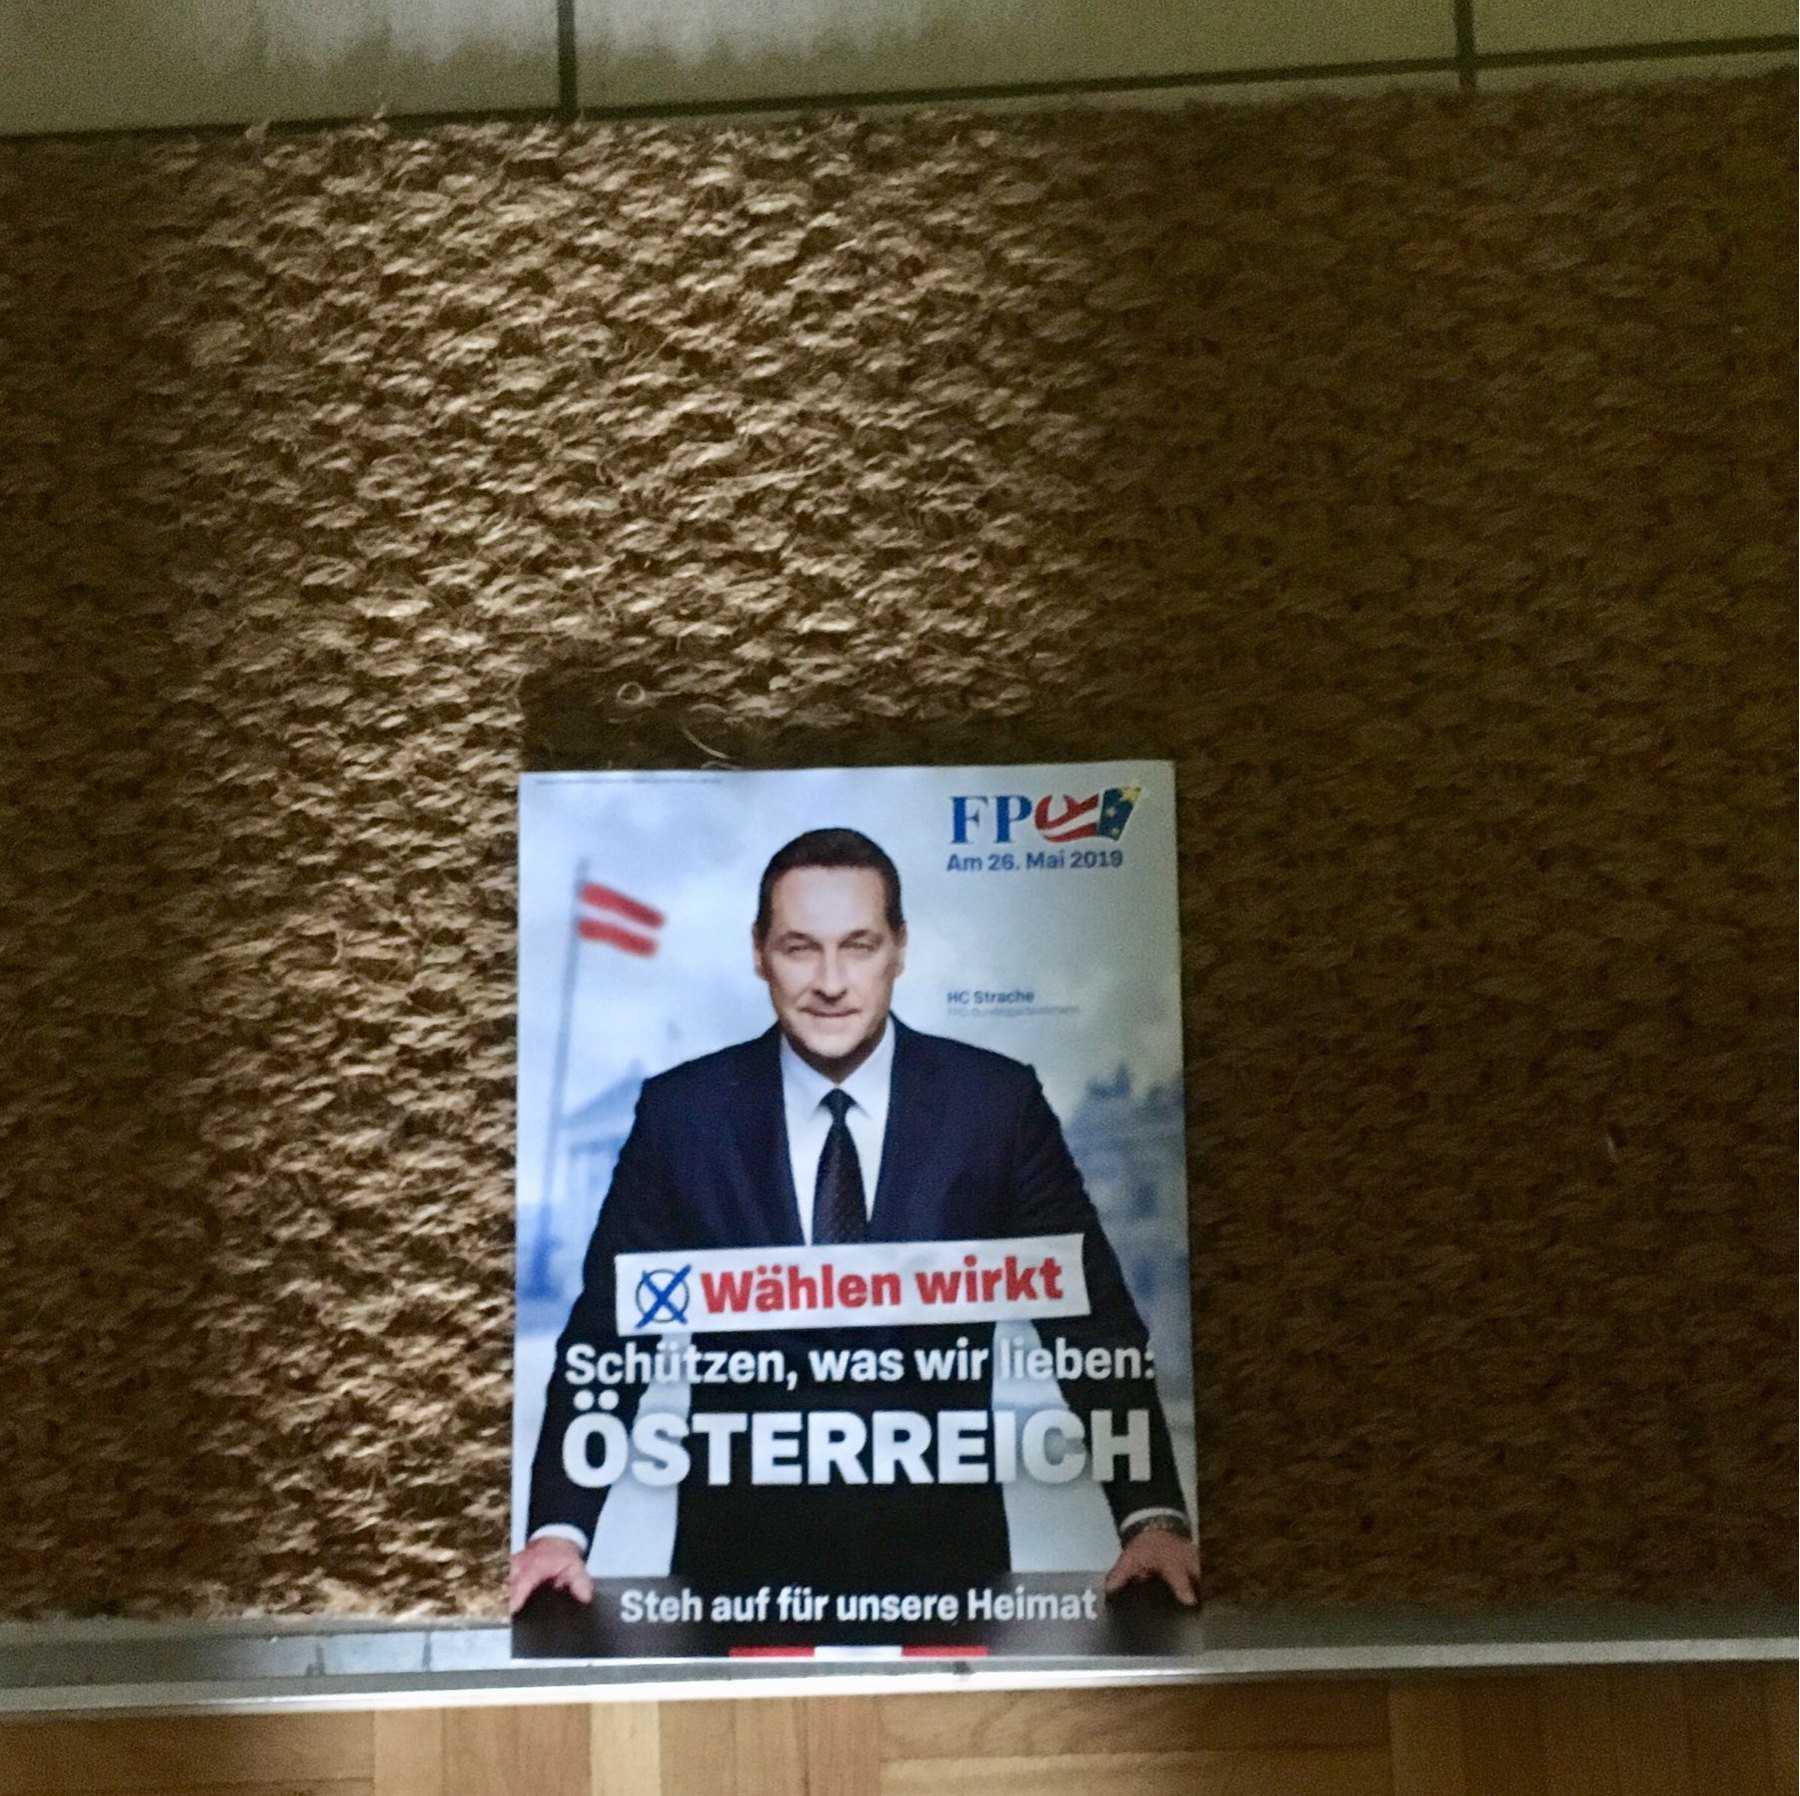 FPÖ
Am 26. Mai 2019
HC Strache
Wählen wirkt
Schützen, was wir lieben:
ÖSTERREICH
Steh auf für unsere Heimat